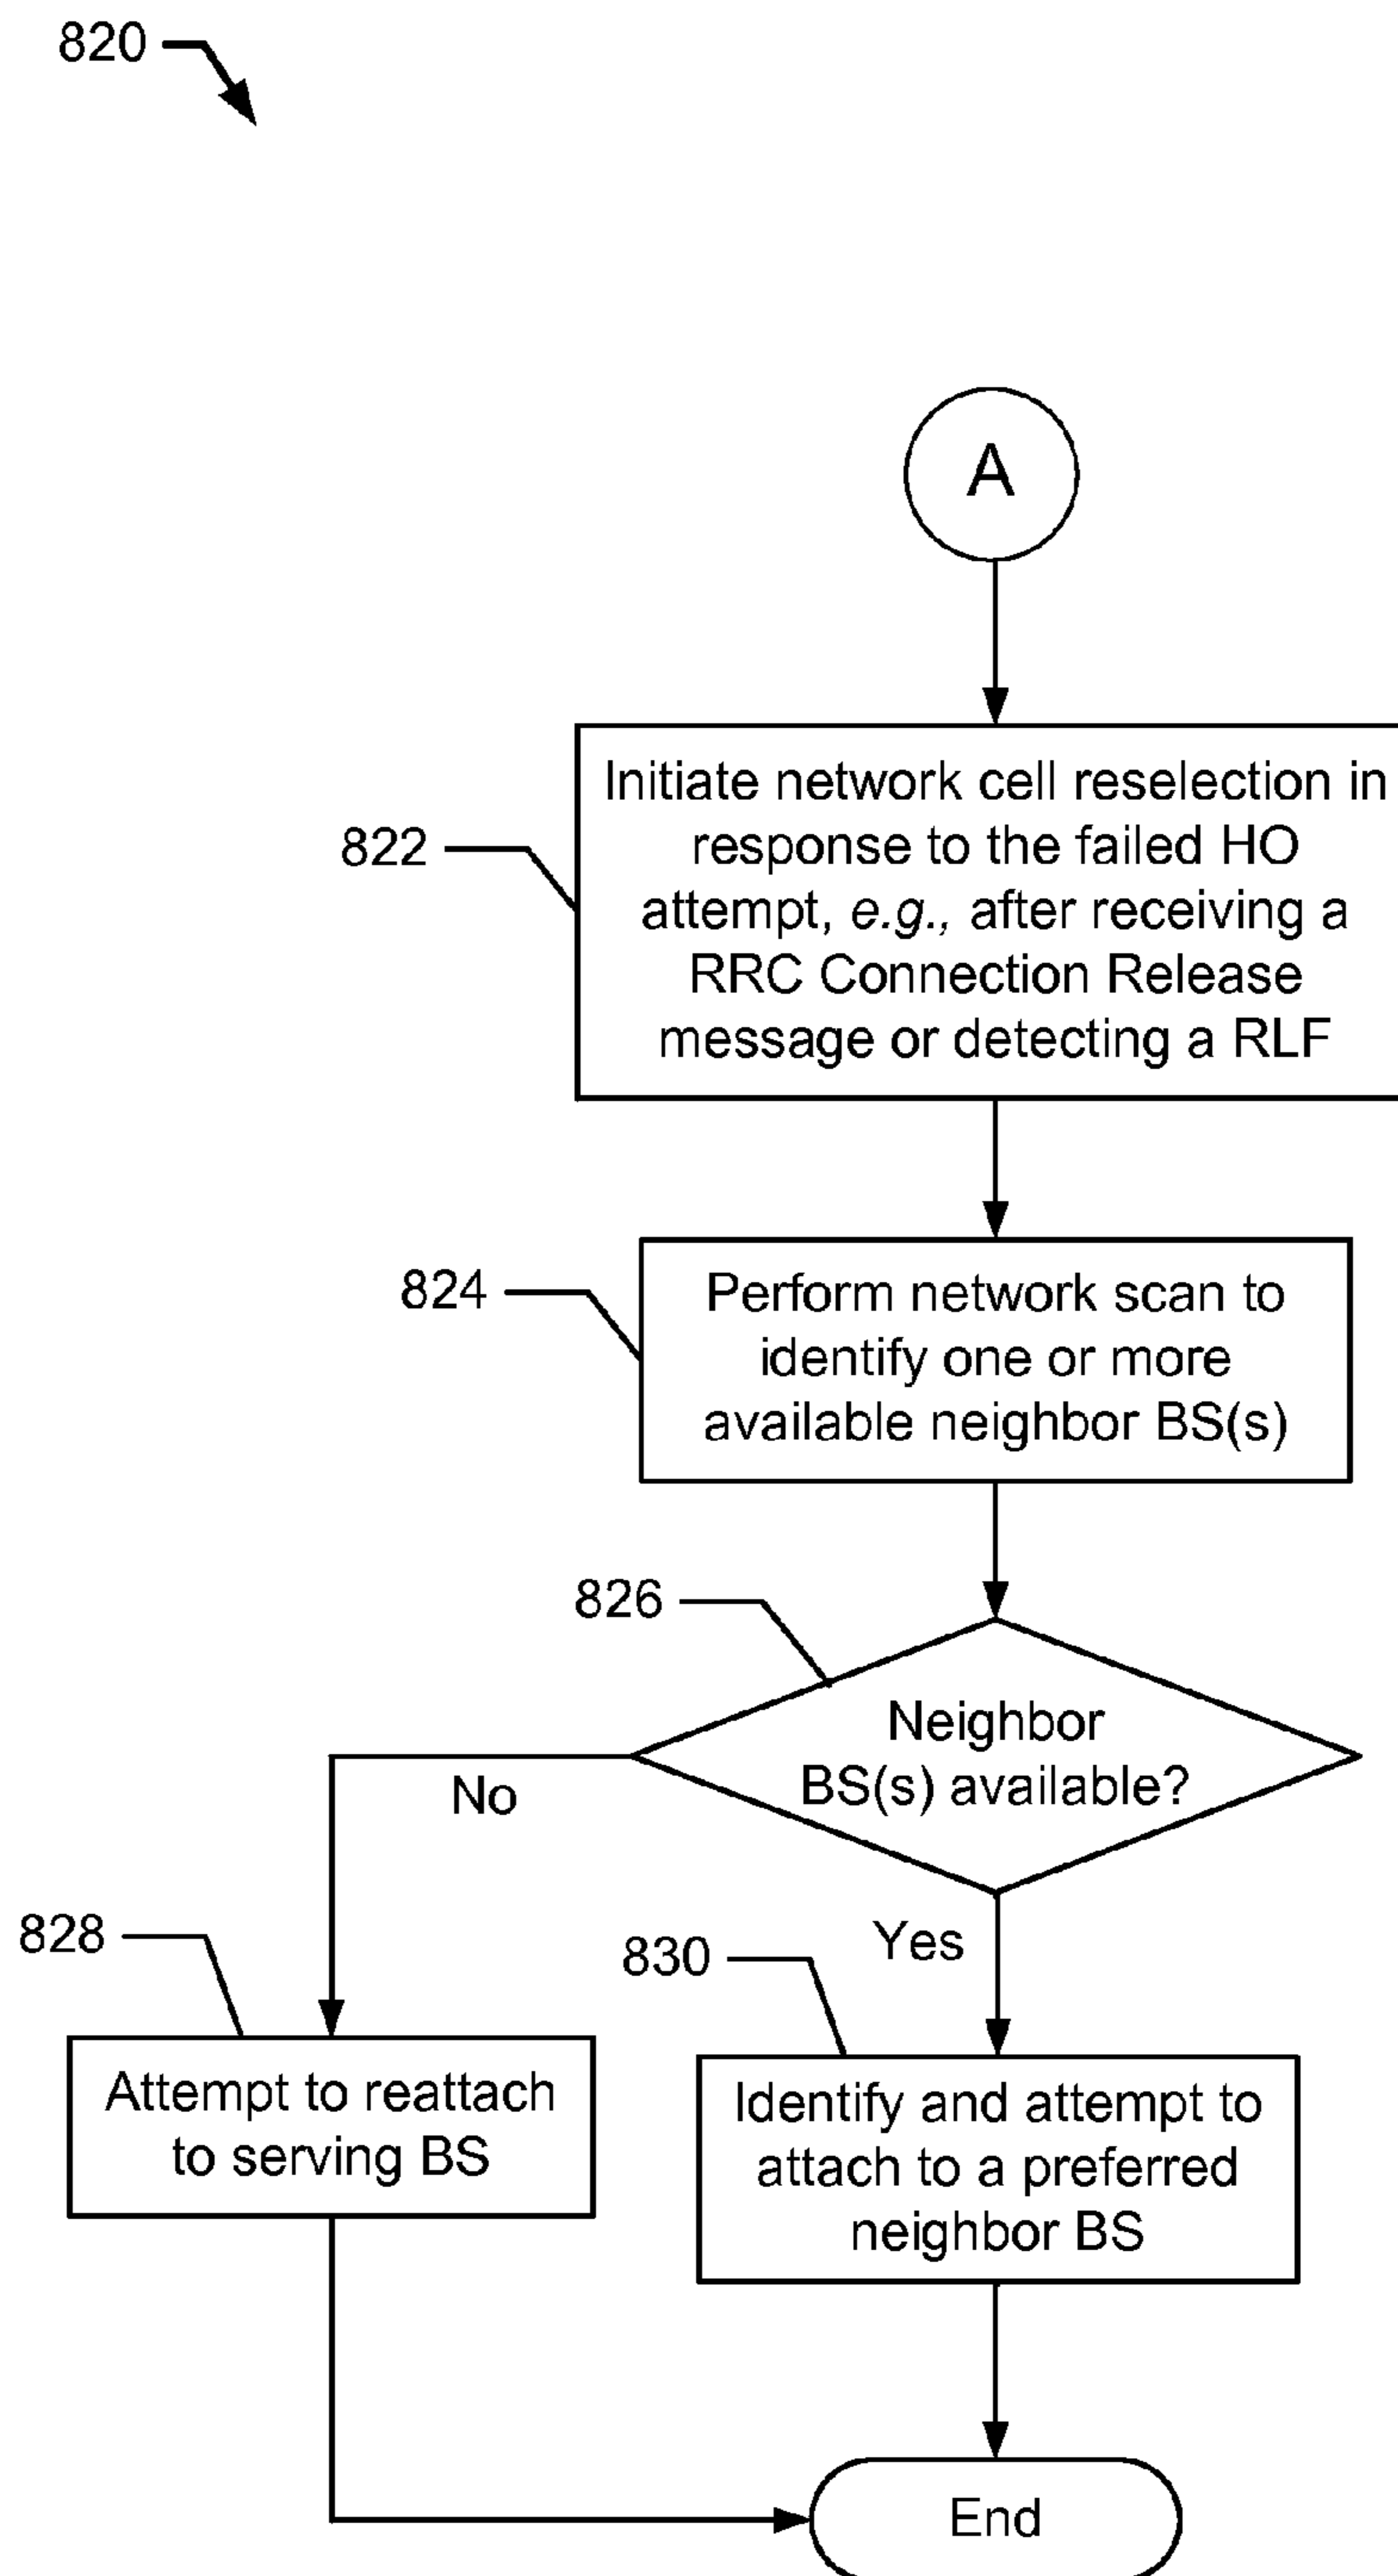 820
A
822
Initiate network cell reselection in
response to the failed HO
attempt, e.g., after receiving a
RRC Connection Release
message or detecting a RLF
824
Perform network scan to
identify one or more
available neighbor BS(s)
826
Neighbor
BS(s) available?
No
Yes
828
Attempt to reattach
to serving BS
830
Identify and attempt to
attach to a preferred
neighbor BS
End